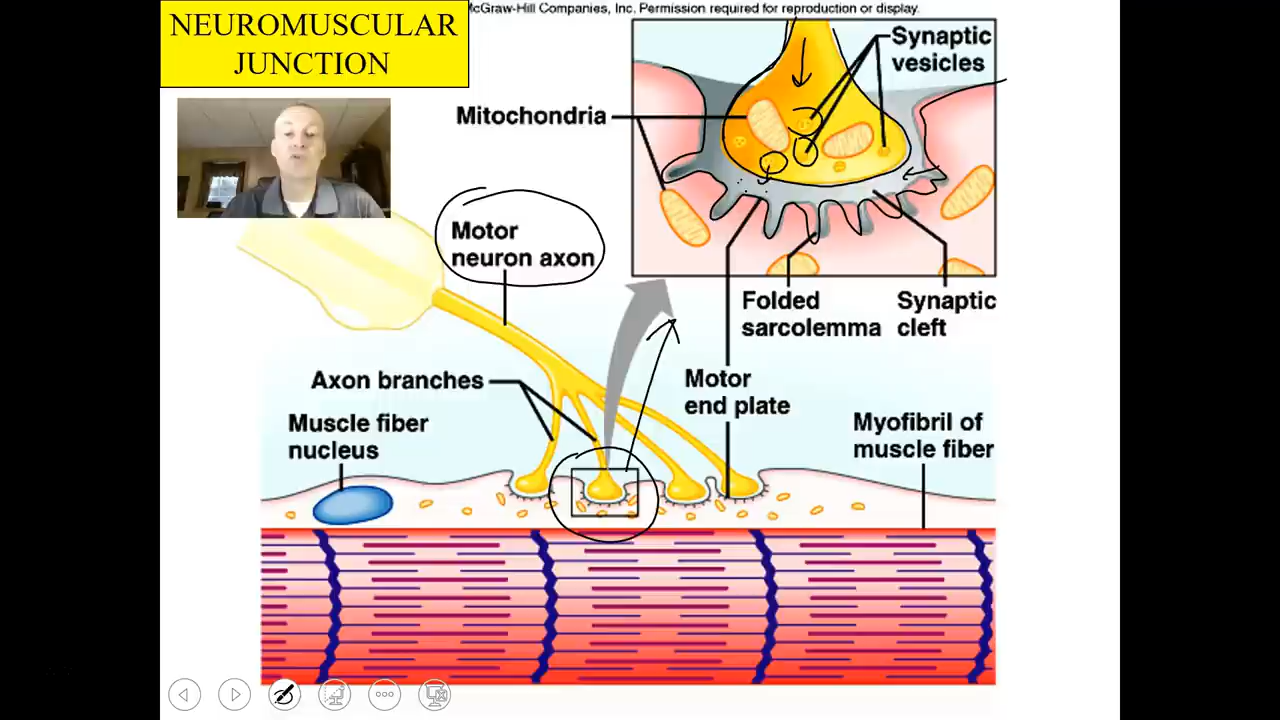 NEUROMUSCULAR
JUNCTION
McGraw-Hill Companies, Inc. Permission required for reproduction or display.
Synaptic
vesicles
Mitochondria
Motor
neuron axon
Folded
sarcolemma
Synaptic
cleft
Axon branches
Motor
end plate
Muscle fiber
nucleus
Myofibril of
muscle fiber